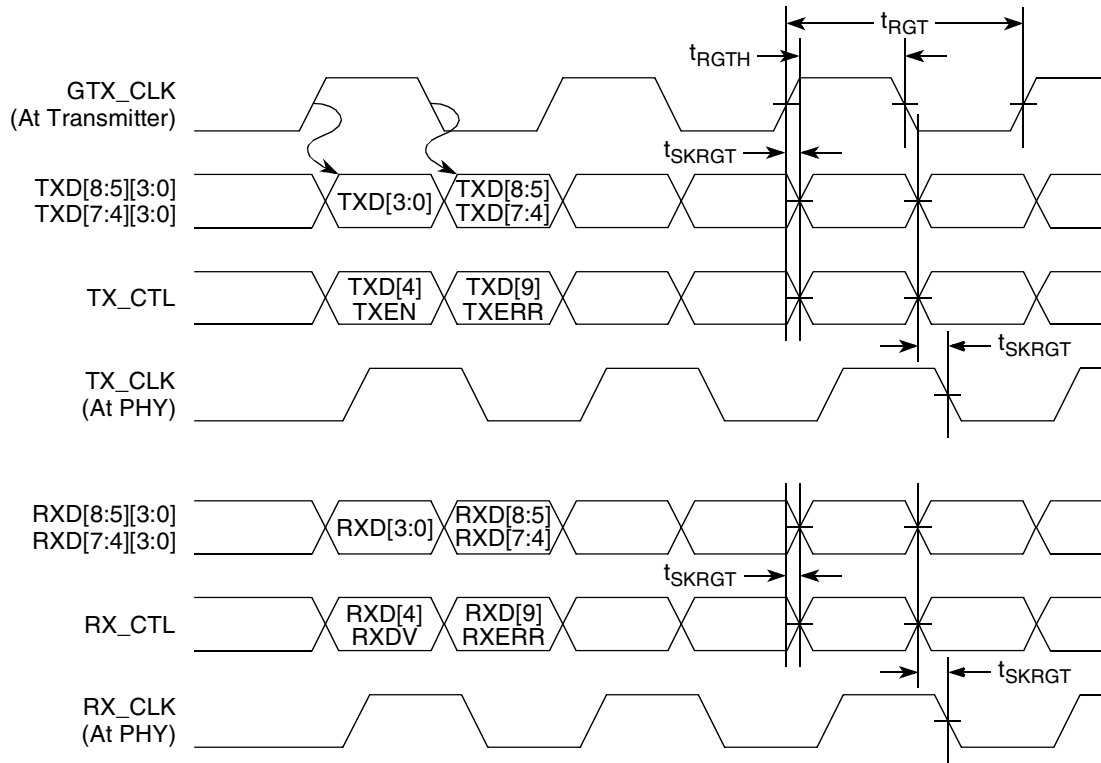 tRGT
tRGTH
GTX_CLK
(At Transmitter)
tSKRGT
TXD[8:5][3:0]
TXD[7:4][3:0]
TXD[3:0]
TXD[8:5]
TXD[7:4]
TX_CTL
TXD[4]
TXEN
TXD[9]
TXERR
tSKRGT
TX_CLK
(At PHY)
RXD[8:5][3:0]
RXD[7:4][3:0]
RXD[3:0]
RXD[8:5]
RXD[7:4]
tSKRGT
RX_CTL
RXD[4]
RXDV
RXD[9]
RXERR
tSKRGT
RX_CLK
(At PHY)